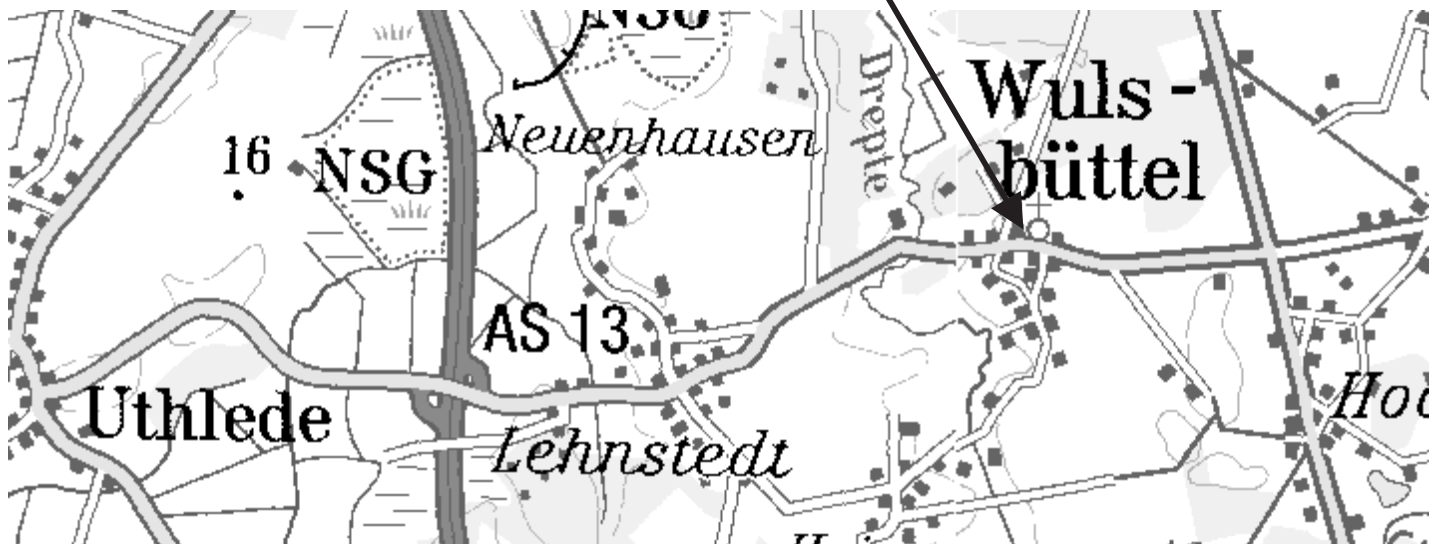 NSG
Drepte
Wuls -
büttel
Neuenhausen
16
NSG
AS 13
Uthlede
Lehnstedt